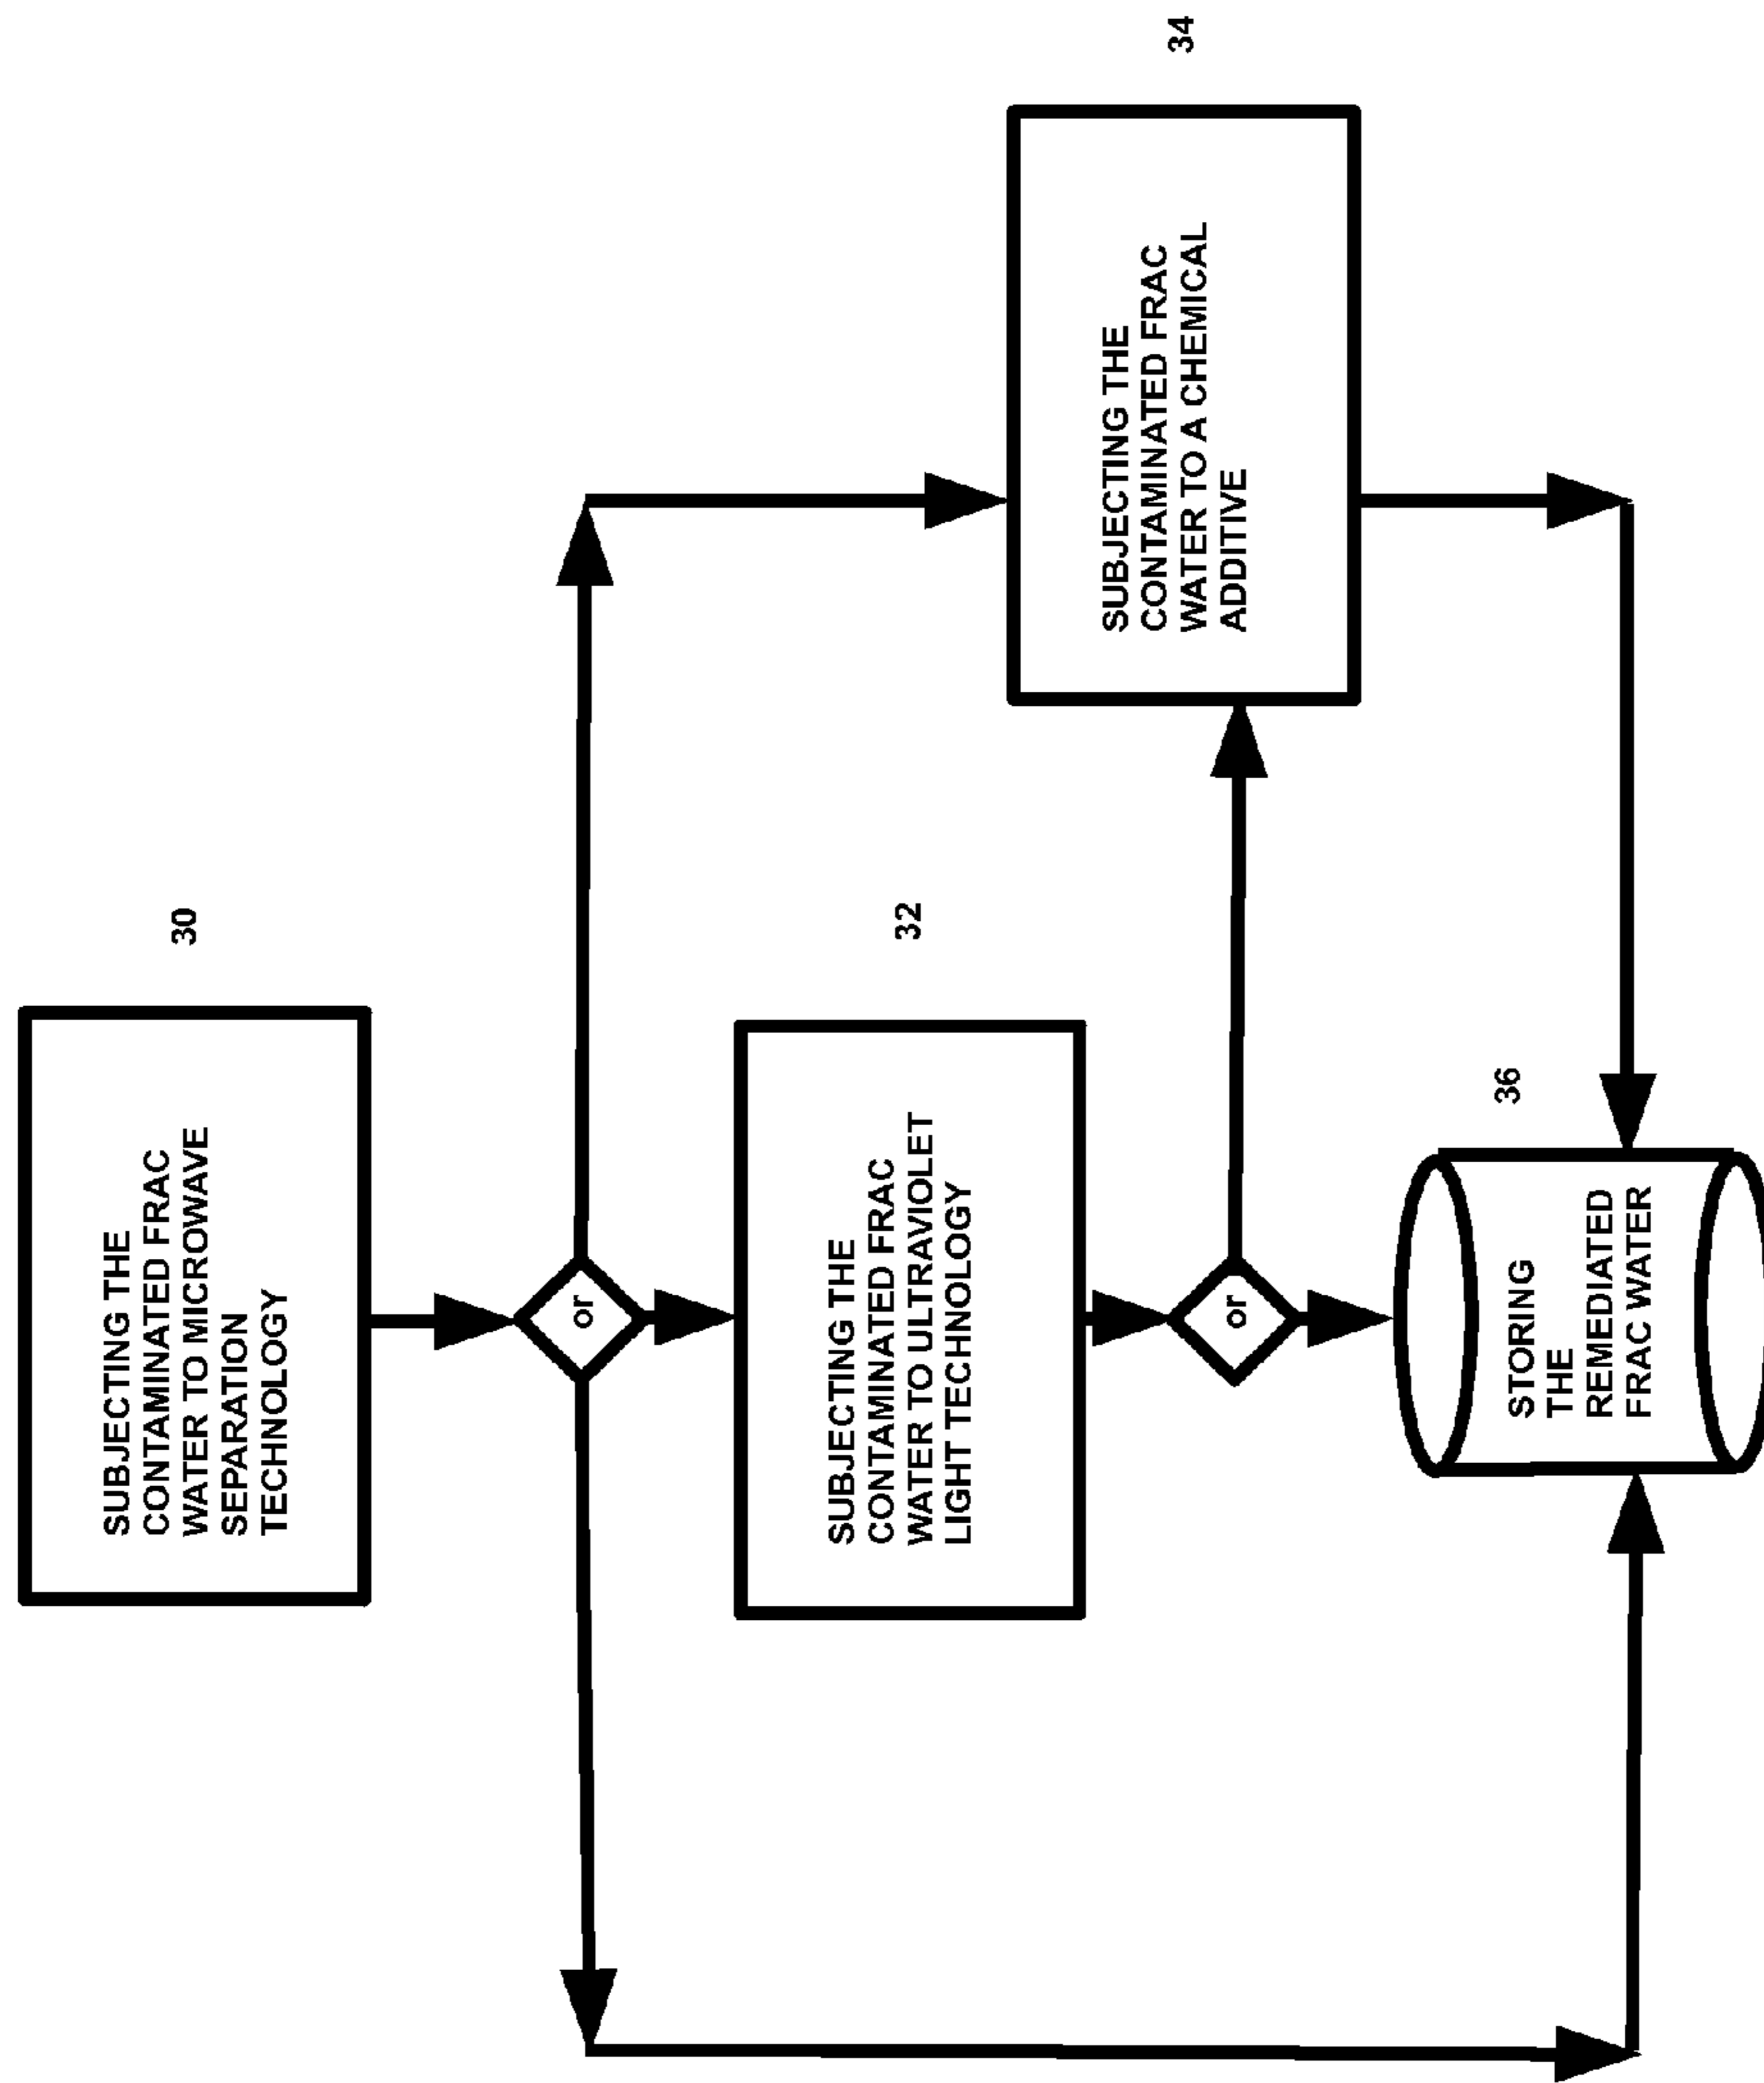 30
SUBJECTING THE
CONTAMINATED FRAC
WATER TO MICROWAVE
SEPARATION
TECHNOLOGY
or
32
SUBJECTING THE
CONTAMINATED FRAC
WATER TO ULTRAVIOLET
LIGHT TECHNOLOGY
34
SUBJECTING THE
CONTAMINATED FRAC
WATER TO A CHEMICAL
ADDITIVE
or
36
STORING
THE
REMEDIATED
FRAC WATER